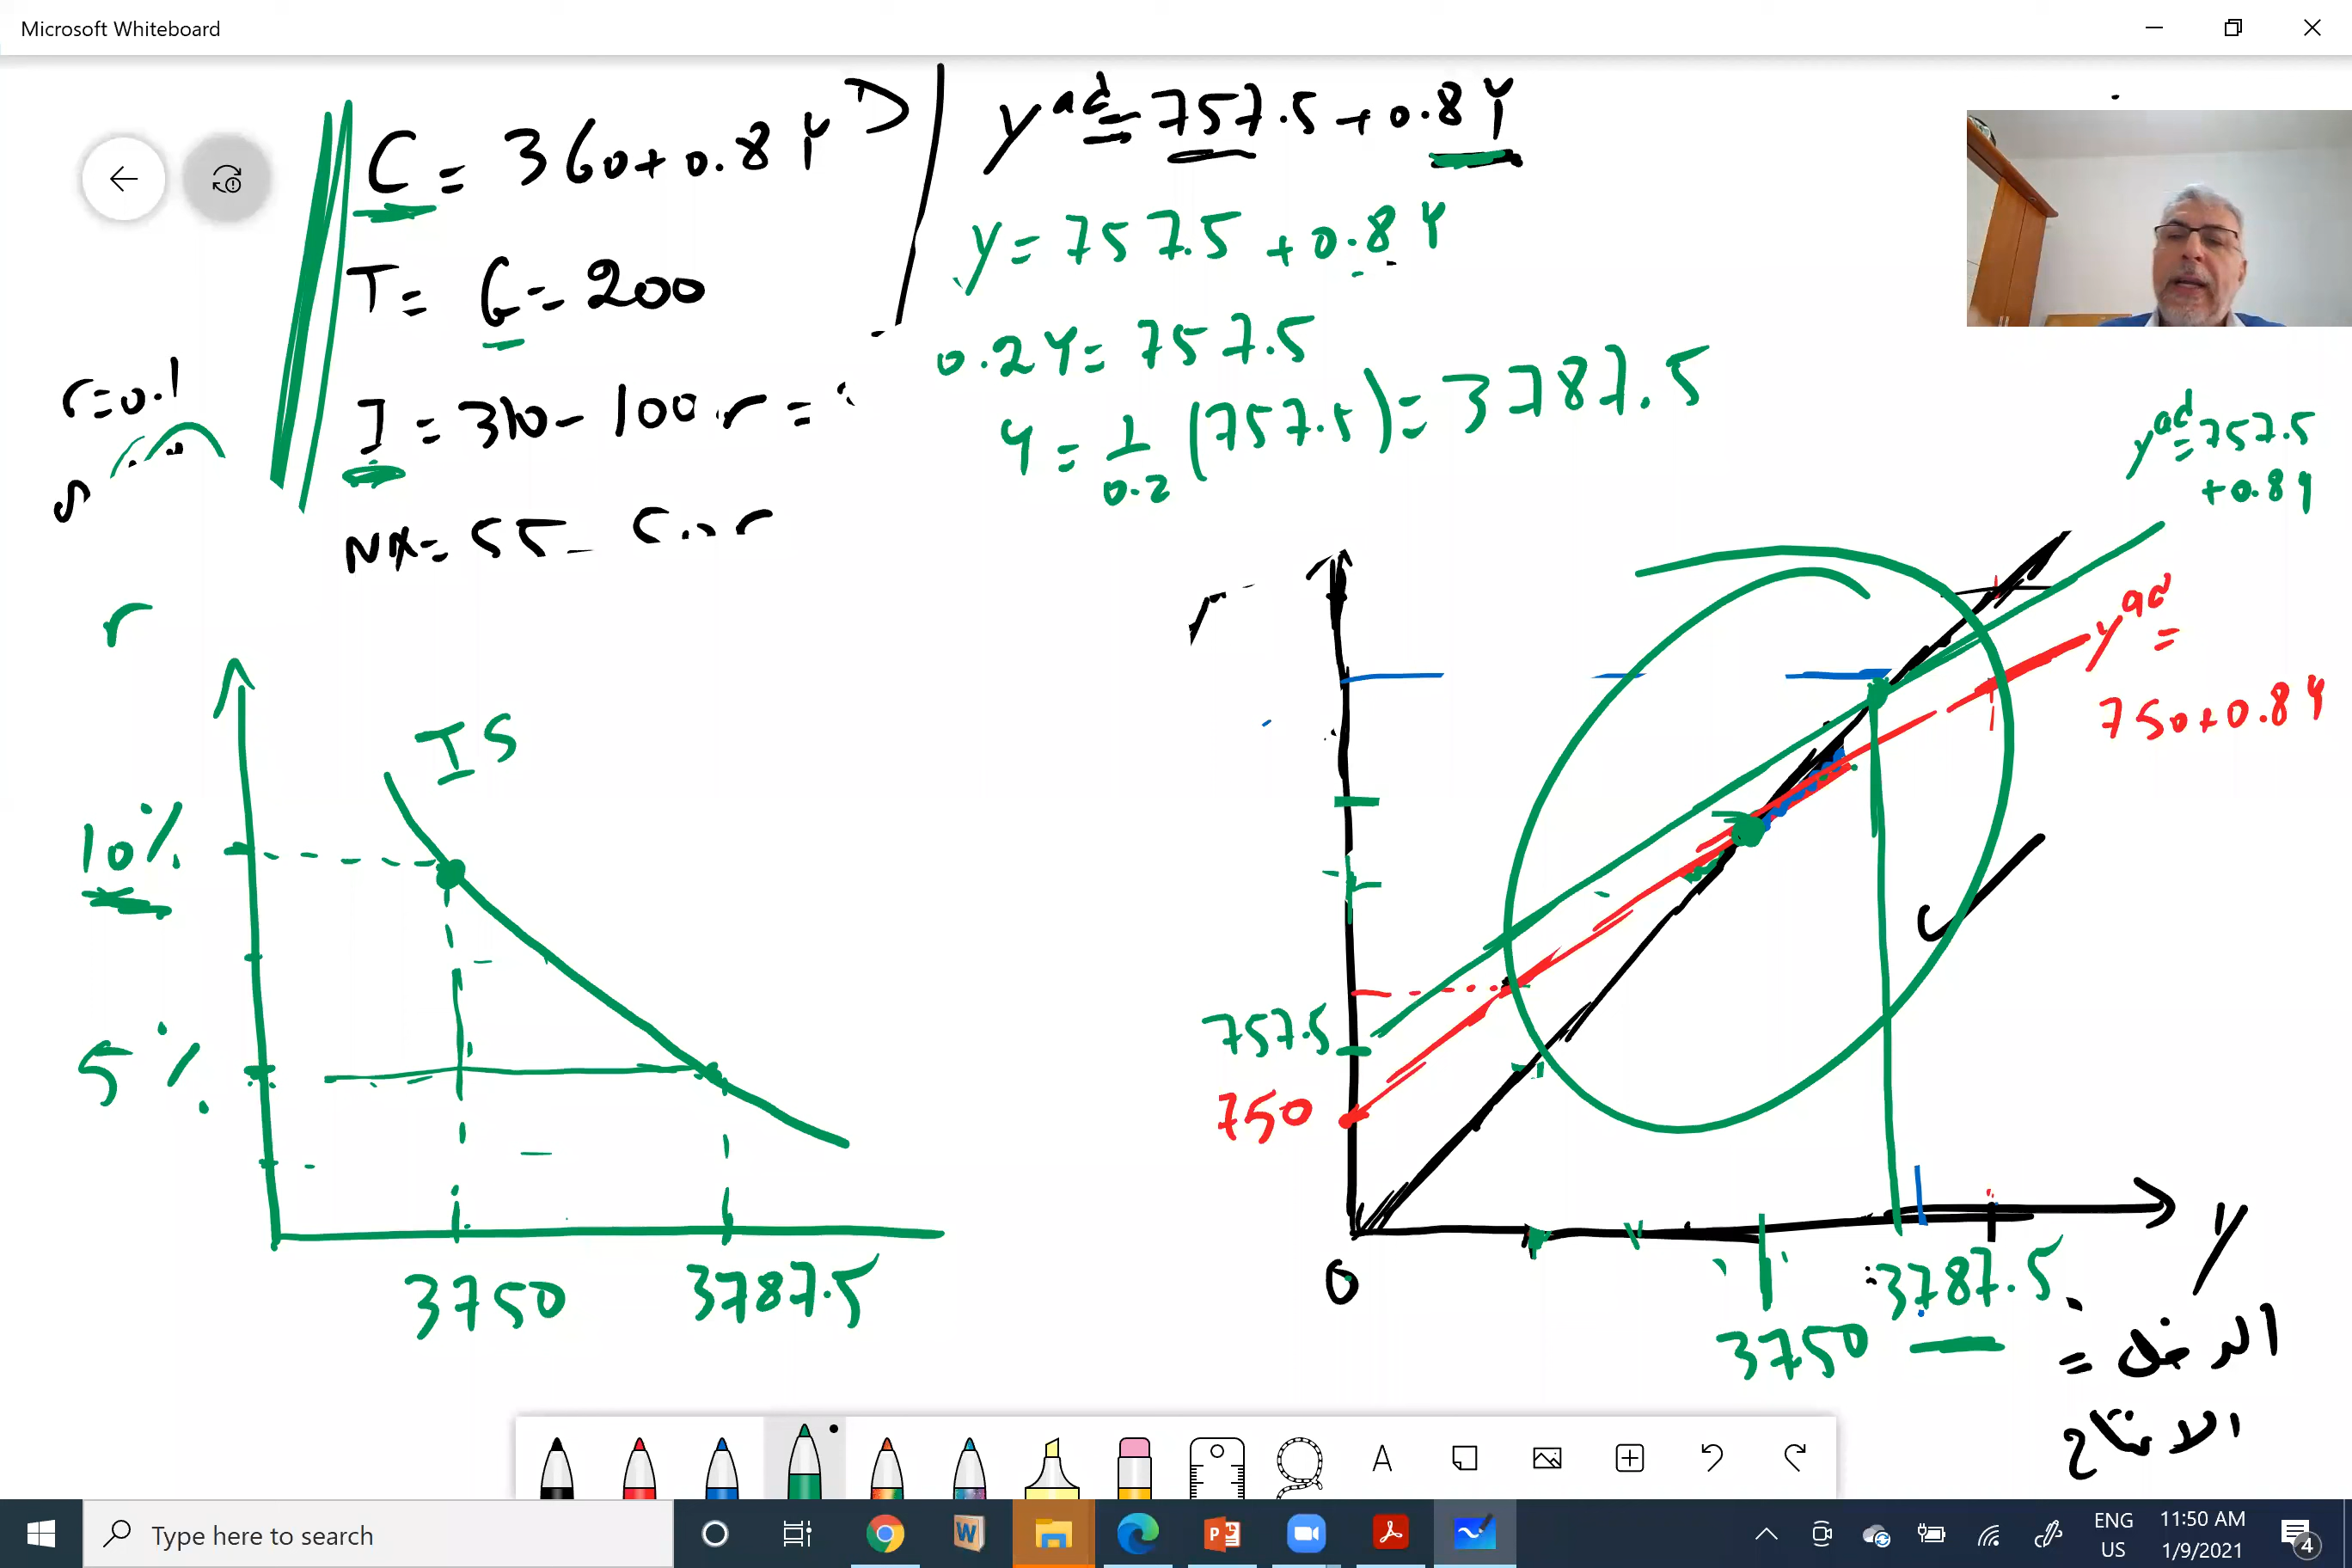 Microsoft Whiteboard
C = 360 + 0.8 Y^D
T = G = 200
r = 0.1
I = 310 - 100 r =
NX = 55 - 50 r
y^ad = 757.5 + 0.8 Y
y = 757.5 + 0.8 Y
0.2 Y = 757.5
Y = 1/0.2 (757.5) = 3787.5
y^ad = 757.5
+ 0.8 Y
y^ad =
750 + 0.8 Y
r
IS
10%
5%
3750
3787.5
757.5
750
0
3750
3787.5
Y
= الدخل
الانتاج
A
Type here to search
ENG
US
11:50 AM
1/9/2021
4